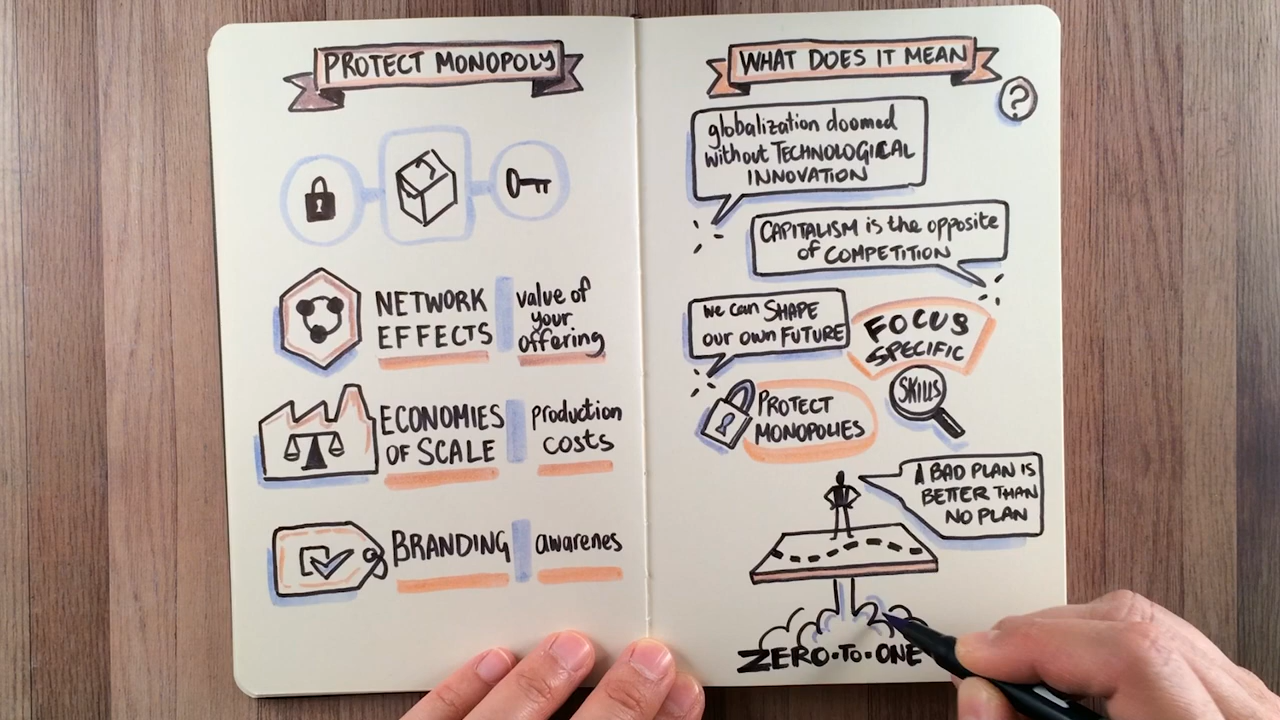 PROTECT MONOPOLY
NETWORK
EFFECTS
value of
your
offering
ECONOMIES
OF SCALE
production
costs
BRANDING
awarenes
WHAT DOES IT MEAN
?
globalization doomed
without TECHNOLOGICAL
INNOVATION
CAPITALISM is the opposite
of COMPETITION
we can SHAPE
our own FUTURE
FOCUS
SPECIFIC
SKILLS
PROTECT
MONOPOLIES
A BAD PLAN IS
BETTER THAN
NO PLAN
ZERO·TO·ONE